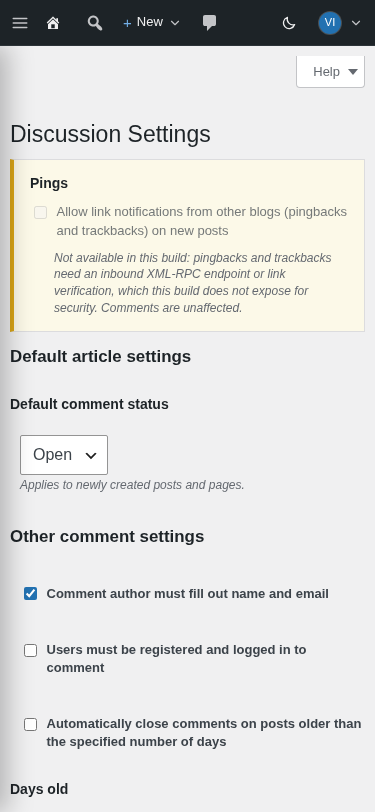 + New
VI
Help
Discussion Settings
Pings
Allow link notifications from other blogs (pingbacks
and trackbacks) on new posts
Not available in this build: pingbacks and trackbacks
need an inbound XML-RPC endpoint or link
verification, which this build does not expose for
security. Comments are unaffected.
Default article settings
Default comment status
Open
Applies to newly created posts and pages.
Other comment settings
Comment author must fill out name and email
Users must be registered and logged in to
comment
Automatically close comments on posts older than
the specified number of days
Days old